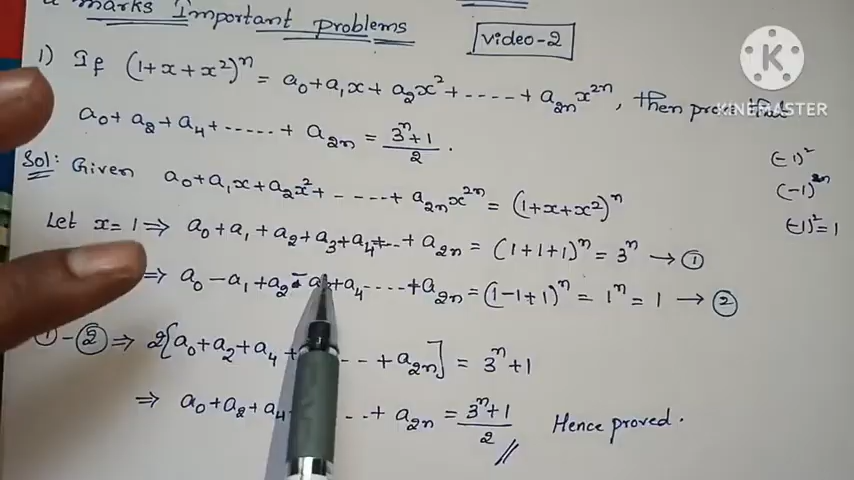 marks Important problems
Video-2
KINEMASTER
1) If (1+x+x²)ⁿ = a₀+a₁x+a₂x²+-----+a₂ₙx²ⁿ, then prove that
a₀+a₂+a₄+-----+a₂ₙ = (3ⁿ+1)/2.
Sol: Given a₀+a₁x+a₂x²+-----+a₂ₙx²ⁿ = (1+x+x²)ⁿ
(-1)²
(-1)²ⁿ
(-1)²=1
Let x=1 ⇒ a₀+a₁+a₂+a₃+a₄+--+a₂ₙ = (1+1+1)ⁿ = 3ⁿ → ①
⇒ a₀-a₁+a₂-a +a₄----+a₂ₙ = (1-1+1)ⁿ = 1ⁿ = 1 → ②
①-② ⇒ 2[a₀+a₂+a₄+ --+a₂ₙ] = 3ⁿ+1
⇒ a₀+a₂+a₄ --+a₂ₙ = (3ⁿ+1)/2 // Hence proved.